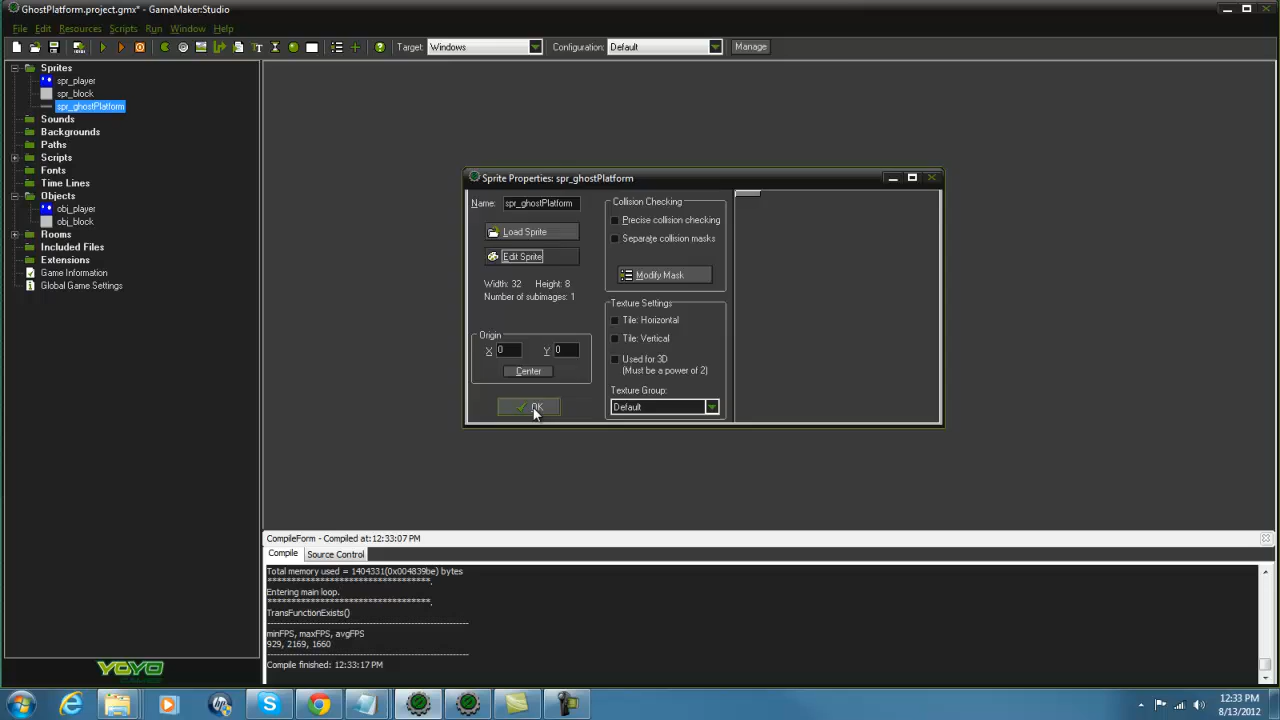 GhostPlatform.project.gmx* - GameMaker:Studio
File Edit Resources Scripts Run Window Help
Target: Windows Configuration: Default Manage
Sprites
spr_player
spr_block
spr_ghostPlatform
Sounds
Backgrounds
Paths
Scripts
Fonts
Time Lines
Objects
obj_player
obj_block
Rooms
Included Files
Extensions
Game Information
Global Game Settings
Sprite Properties: spr_ghostPlatform
Name: spr_ghostPlatform
Load Sprite
Edit Sprite
Width: 32 Height: 8
Number of subimages: 1
Origin
X 0 Y 0
Center
OK
Collision Checking
Precise collision checking
Separate collision masks
Modify Mask
Texture Settings
Tile: Horizontal
Tile: Vertical
Used for 3D
(Must be a power of 2)
Texture Group:
Default
CompileForm - Compiled at:12:33:07 PM
Compile Source Control
Total memory used = 1404331(0x004839be) bytes
**********************************.
Entering main loop.
**********************************.
TransFunctionExists()
----------------------------------------------------------
minFPS, maxFPS, avgFPS
929, 2169, 1660
----------------------------------------------------------
Compile finished: 12:33:17 PM
YOYO
GAMES
12:33 PM
8/13/2012